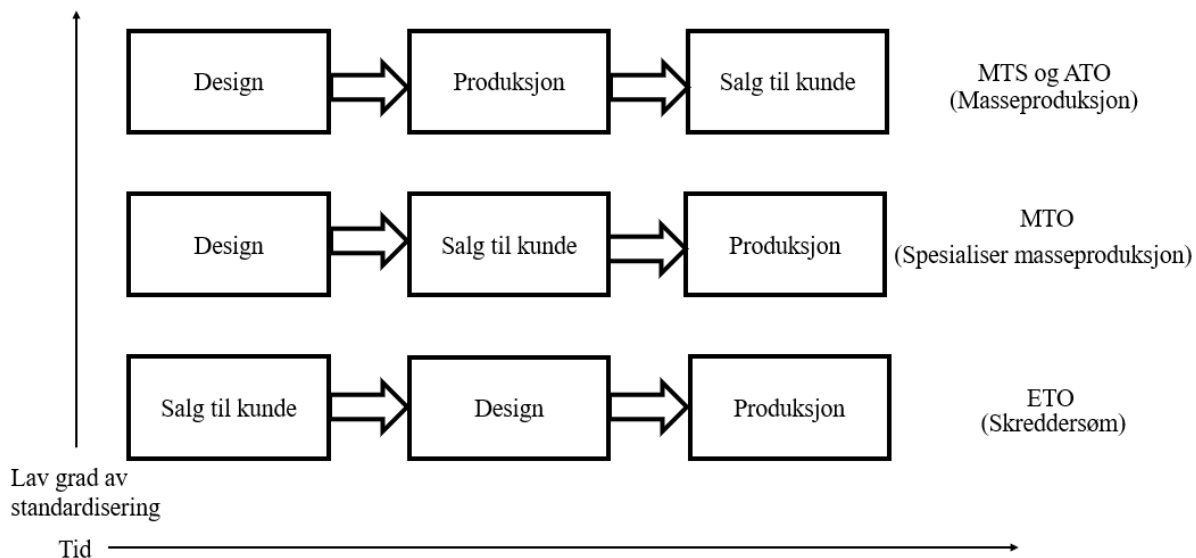 Design
Produksjon
Salg til kunde
MTS og ATO
(Masseproduksjon)
Design
Salg til kunde
Produksjon
MTO
(Spesialiser masseproduksjon)
Salg til kunde
Design
Produksjon
ETO
(Skreddersøm)
Lav grad av
standardisering
Tid